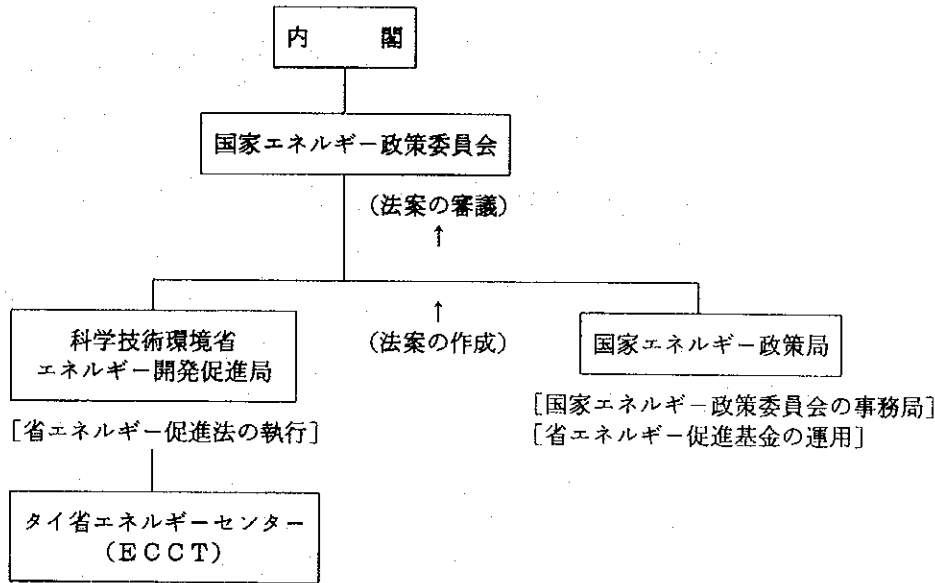 内　　閣
国家エネルギー政策委員会
(法案の審議)
↑
↑
(法案の作成)
科学技術環境省
エネルギー開発促進局
国家エネルギー政策局
[省エネルギー促進法の執行]
[国家エネルギー政策委員会の事務局]
[省エネルギー促進基金の運用]
タイ省エネルギーセンター
(ECCT)